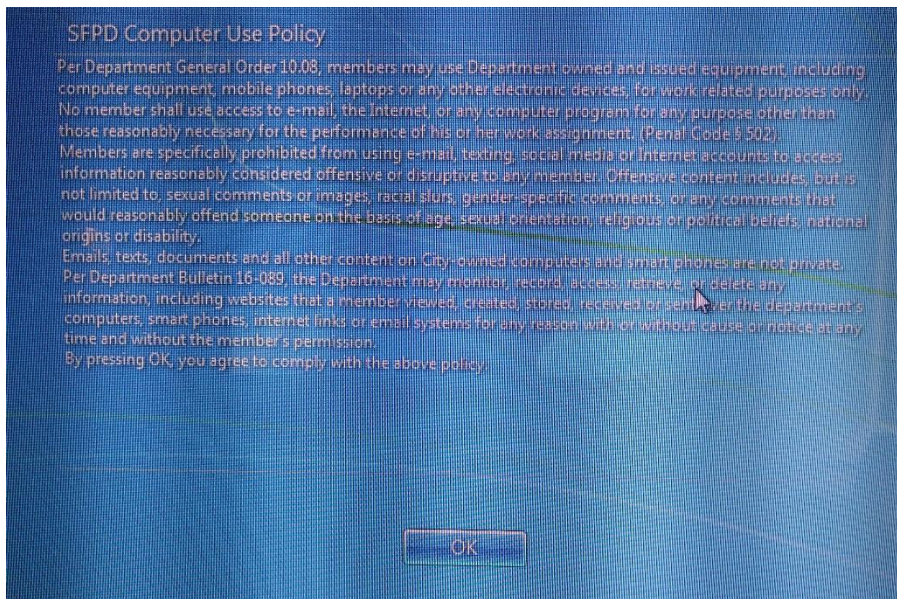 SFPD Computer Use Policy
Per Department General Order 10.08, members may use Department owned and issued equipment, including
computer equipment, mobile phones, laptops or any other electronic devices, for work related purposes only.
No member shall use access to e-mail, the Internet, or any computer program for any purpose other than
those reasonably necessary for the performance of his or her work assignment. (Penal Code § 502).
Members are specifically prohibited from using e-mail, texting, social media or Internet accounts to access
information reasonably considered offensive or disruptive to any member. Offensive content includes, but is
not limited to, sexual comments or images, racial slurs, gender-specific comments, or any comments that
would reasonably offend someone on the basis of age, sexual orientation, religious or political beliefs, national
origins or disability.
Emails, texts, documents and all other content on City-owned computers and smart phones are not private.
Per Department Bulletin 16-089, the Department may monitor, record, access, retrieve, or delete any
information, including websites that a member viewed, created, stored, received or sent over the department's
computers, smart phones, internet links or email systems for any reason with or without cause or notice at any
time and without the member's permission.
By pressing OK, you agree to comply with the above policy.
OK